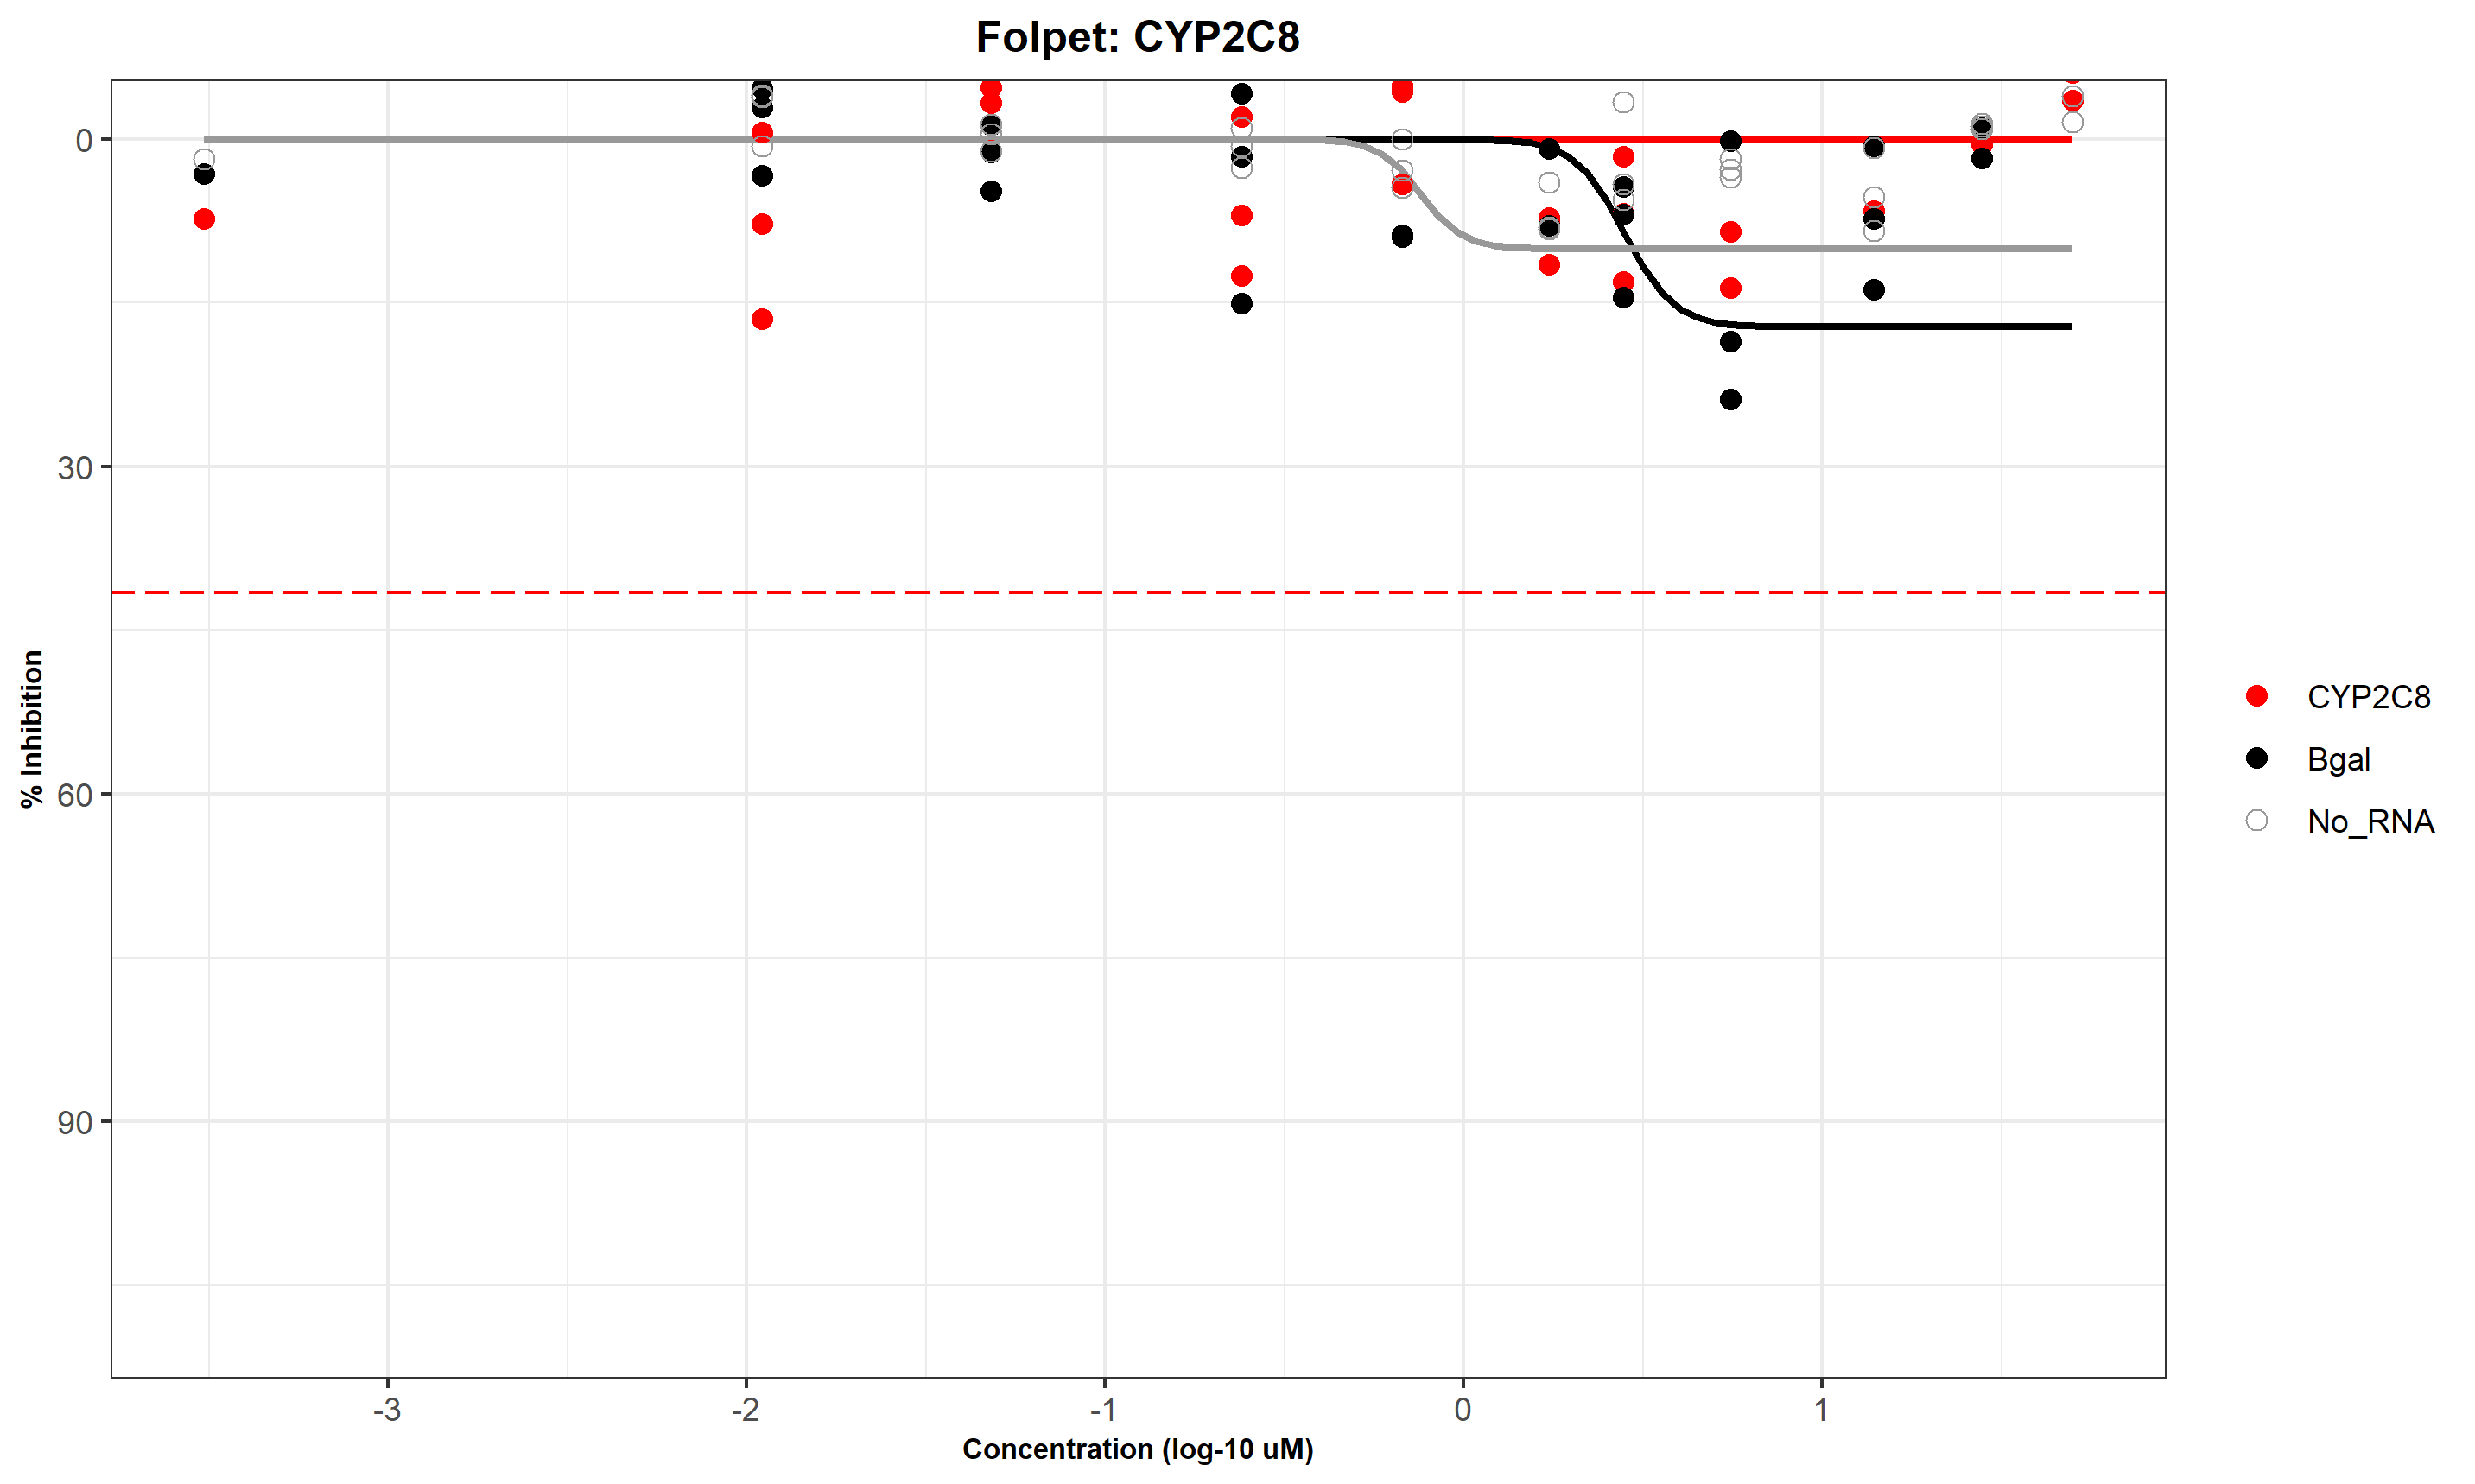 Folpet: CYP2C8
% Inhibition
0
30
60
90
-3
-2
-1
0
1
Concentration (log-10 uM)
CYP2C8
Bgal
No_RNA